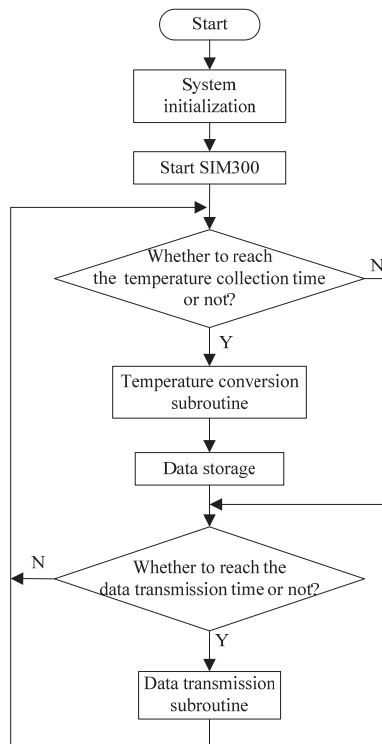 Start
System
initialization
Start SIM300
Whether to reach
the temperature collection time
or not?
N
Y
Temperature conversion
subroutine
Data storage
Whether to reach the
data transmission time or not?
N
Y
Data transmission
subroutine